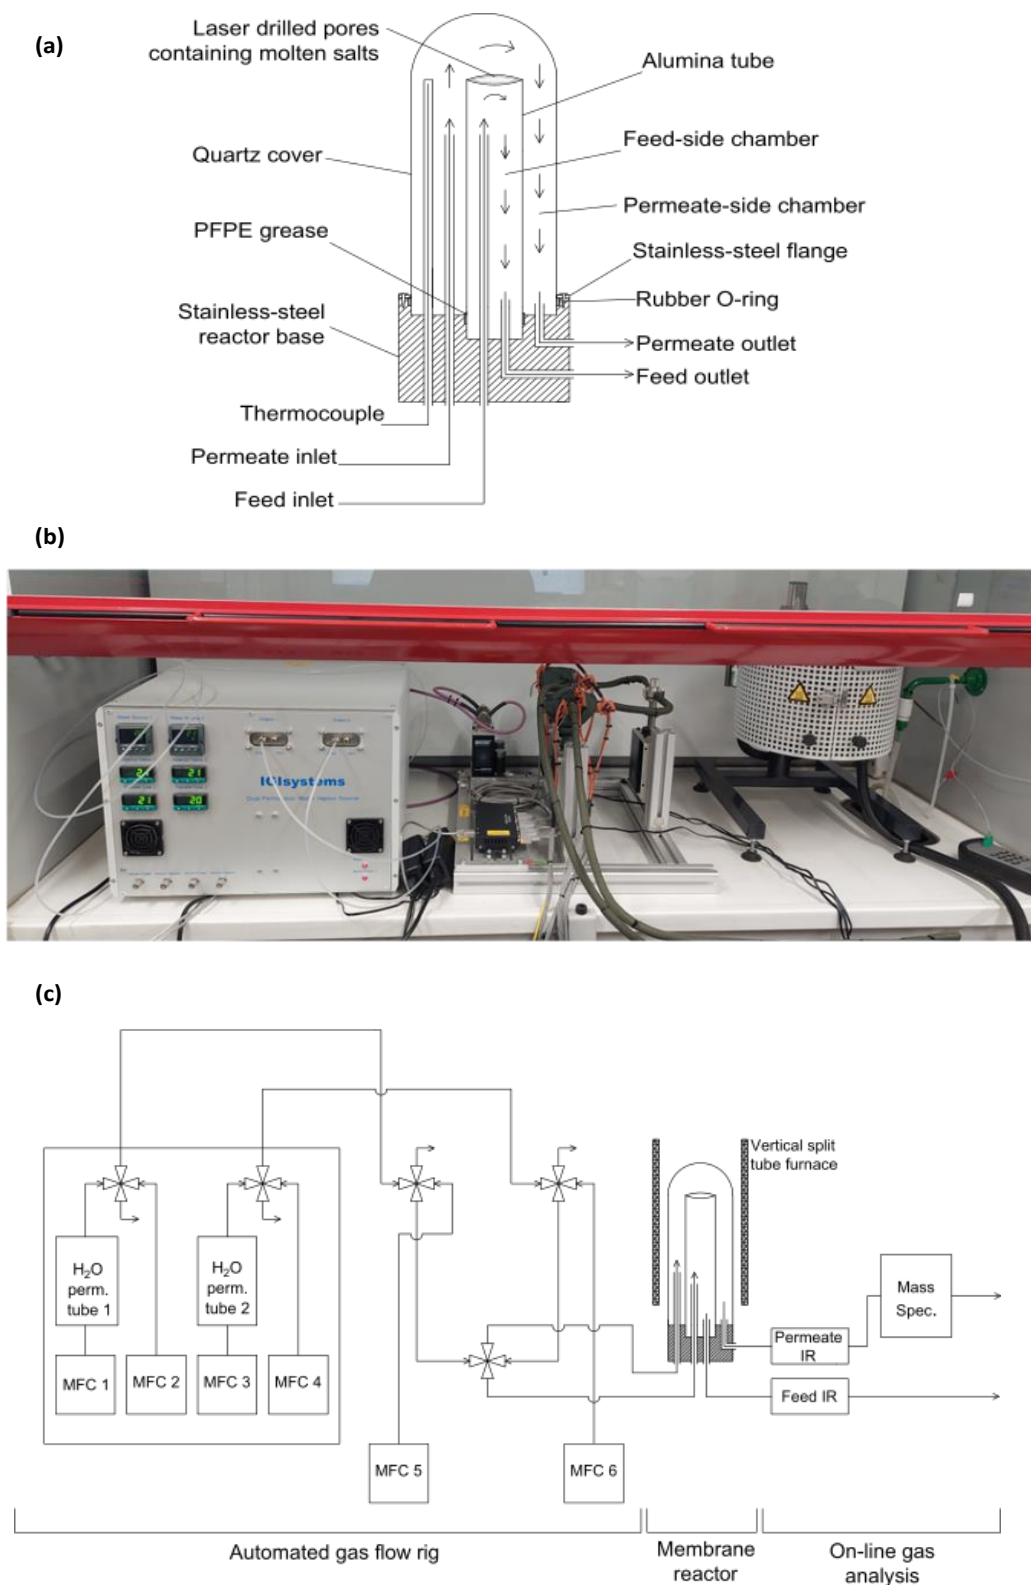 (a)
Laser drilled pores
containing molten salts
Alumina tube
Feed-side chamber
Quartz cover
Permeate-side chamber
PFPE grease
Stainless-steel flange
Rubber O-ring
Stainless-steel
reactor base
Permeate outlet
Feed outlet
Thermocouple
Permeate inlet
Feed inlet
(b)
21
21
21
20
(c)
Vertical split
tube furnace
H2O
perm.
tube 1
H2O
perm.
tube 2
MFC 1
MFC 2
MFC 3
MFC 4
Mass
Spec.
Permeate
IR
Feed IR
MFC 5
MFC 6
Automated gas flow rig
Membrane
reactor
On-line gas
analysis